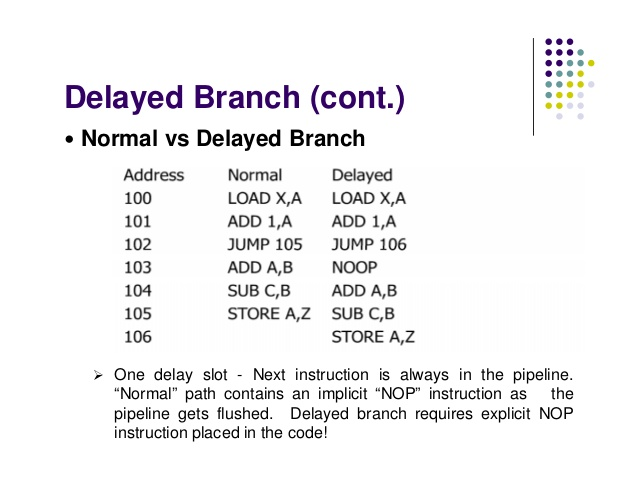 Delayed Branch (cont.)
• Normal vs Delayed Branch
Address Normal Delayed
100 LOAD X,A LOAD X,A
101 ADD 1,A ADD 1,A
102 JUMP 105 JUMP 106
103 ADD A,B NOOP
104 SUB C,B ADD A,B
105 STORE A,Z SUB C,B
106 STORE A,Z
➢ One delay slot - Next instruction is always in the pipeline.
“Normal” path contains an implicit “NOP” instruction as the
pipeline gets flushed. Delayed branch requires explicit NOP
instruction placed in the code!